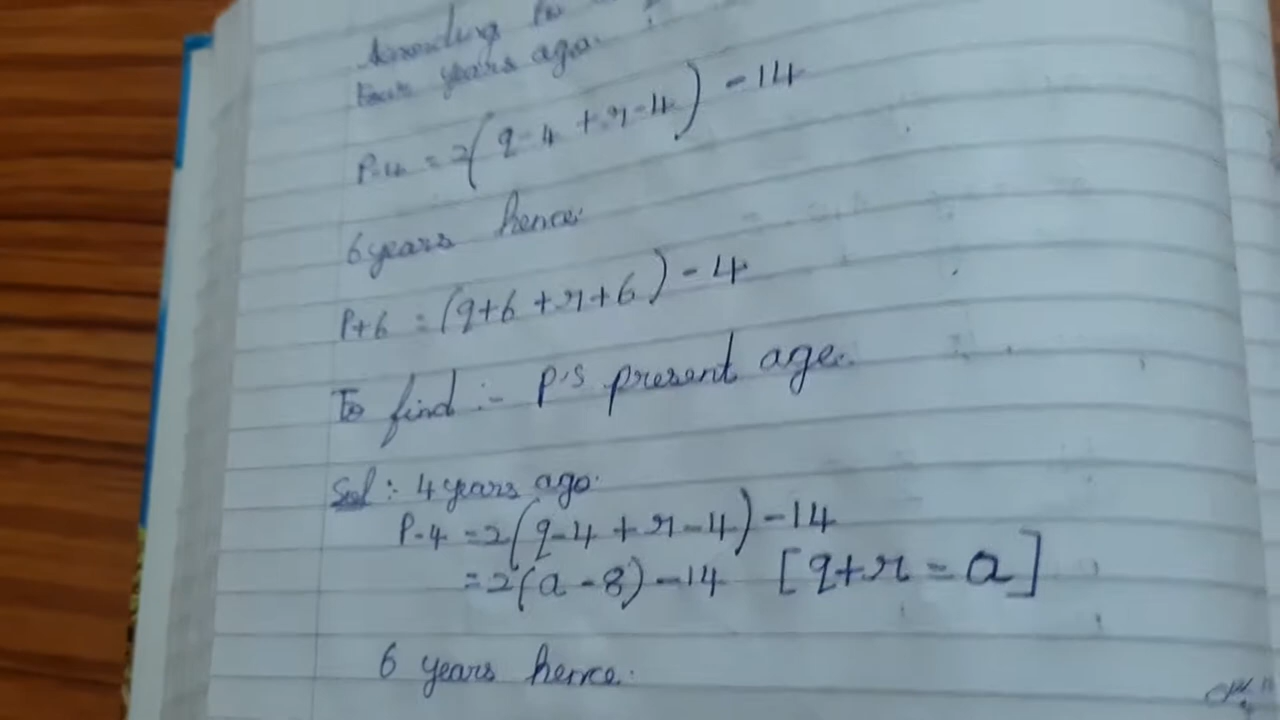 According to
Four years ago.
P-4 = 2(q-4 + r-4) - 14
6 years hence.
P+6 = (q+6 + r+6) - 4
To find :- P's present age.
Sol : 4 years ago.
P-4 = 2(q-4 + r-4) - 14
= 2(a - 8) - 14 [q+r = a]
6 years hence.